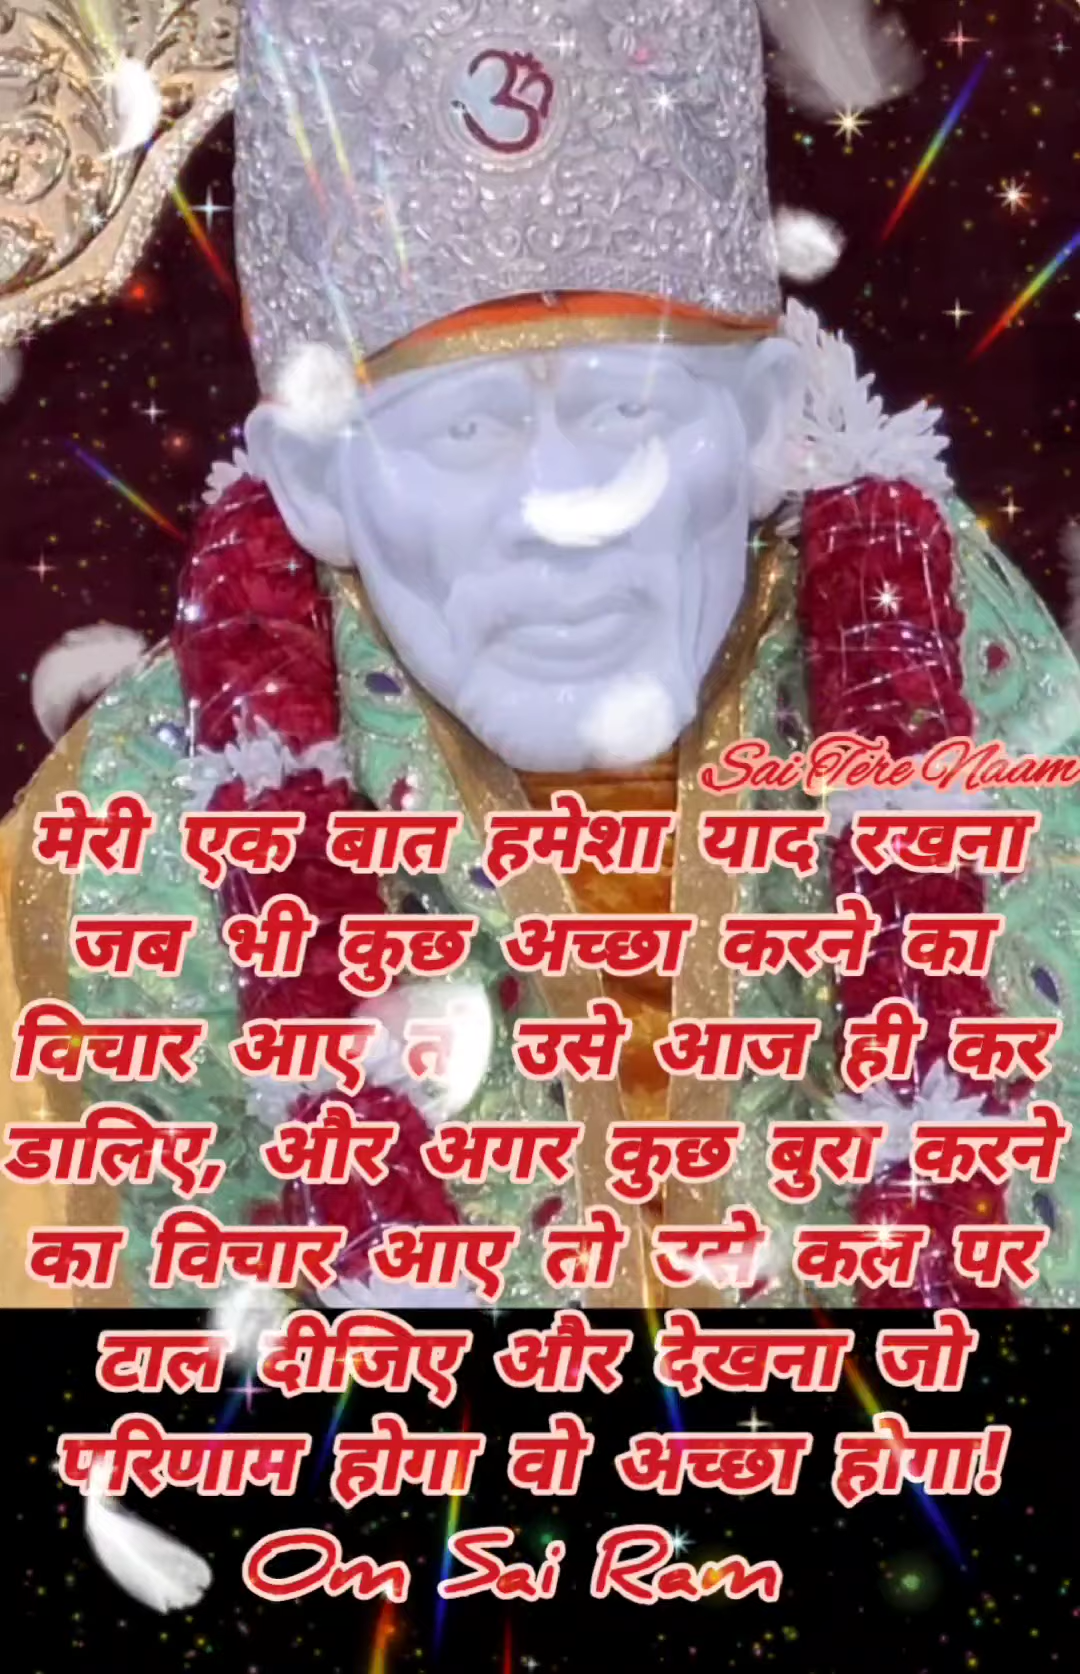 ॐ
Sai Tere Naam
मेरी एक बात हमेशा याद रखना
जब भी कुछ अच्छा करने का
विचार आए तो उसे आज ही कर
डालिए, और अगर कुछ बुरा करने
का विचार आए तो उसे कल पर
टाल दीजिए और देखना जो
परिणाम होगा वो अच्छा होगा!
Om Sai Ram